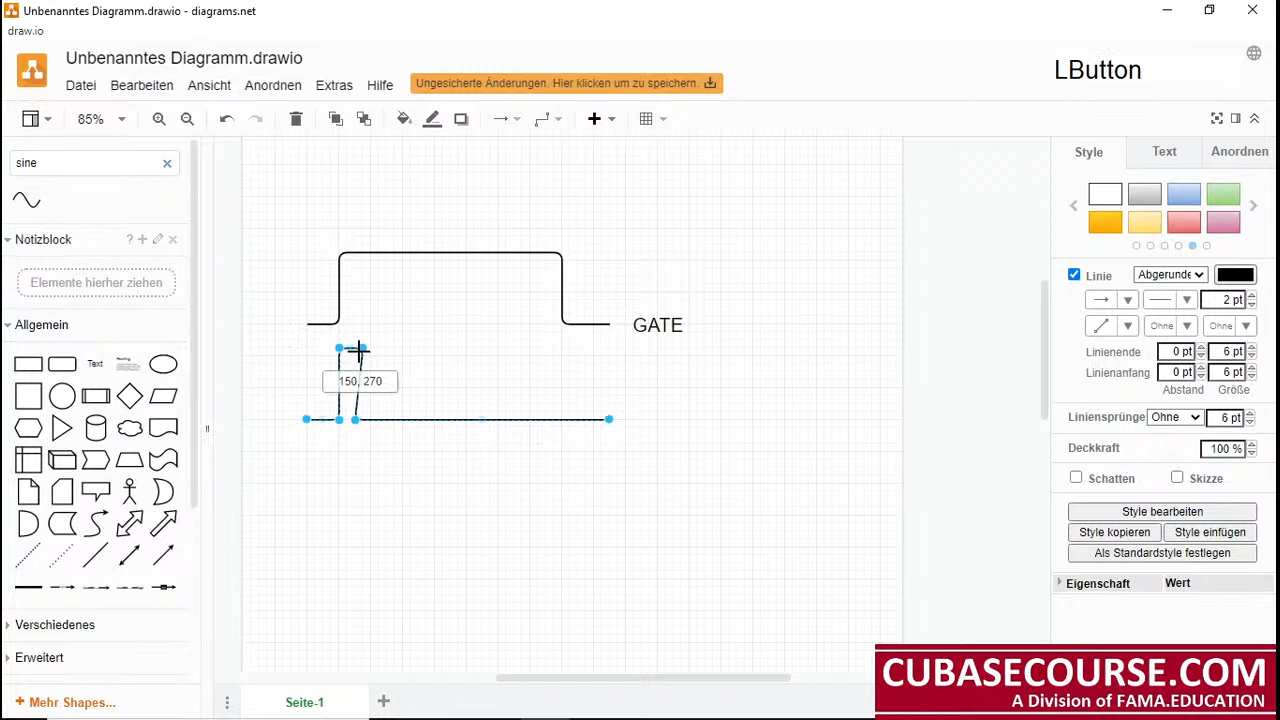 Unbenanntes Diagramm.drawio - diagrams.net
draw.io
Unbenanntes Diagramm.drawio
LButton
Datei Bearbeiten Ansicht Anordnen Extras Hilfe
Ungesicherte Änderungen. Hier klicken um zu speichern.
85%
sine
Style Text Anordnen
Notizblock
?
Elemente hierher ziehen
Linie Abgerunde
2 pt
Allgemein
GATE
Ohne Ohne
Text
Linienende 0 pt 6 pt
Linienanfang 0 pt 6 pt
150, 270
Abstand Größe
Liniensprünge Ohne 6 pt
Deckkraft 100 %
Schatten Skizze
Style bearbeiten
Style kopieren Style einfügen
Als Standardstyle festlegen
Eigenschaft Wert
Verschiedenes
Erweitert
Mehr Shapes...
Seite-1
CUBASECOURSE.COM
A Division of FAMA.EDUCATION